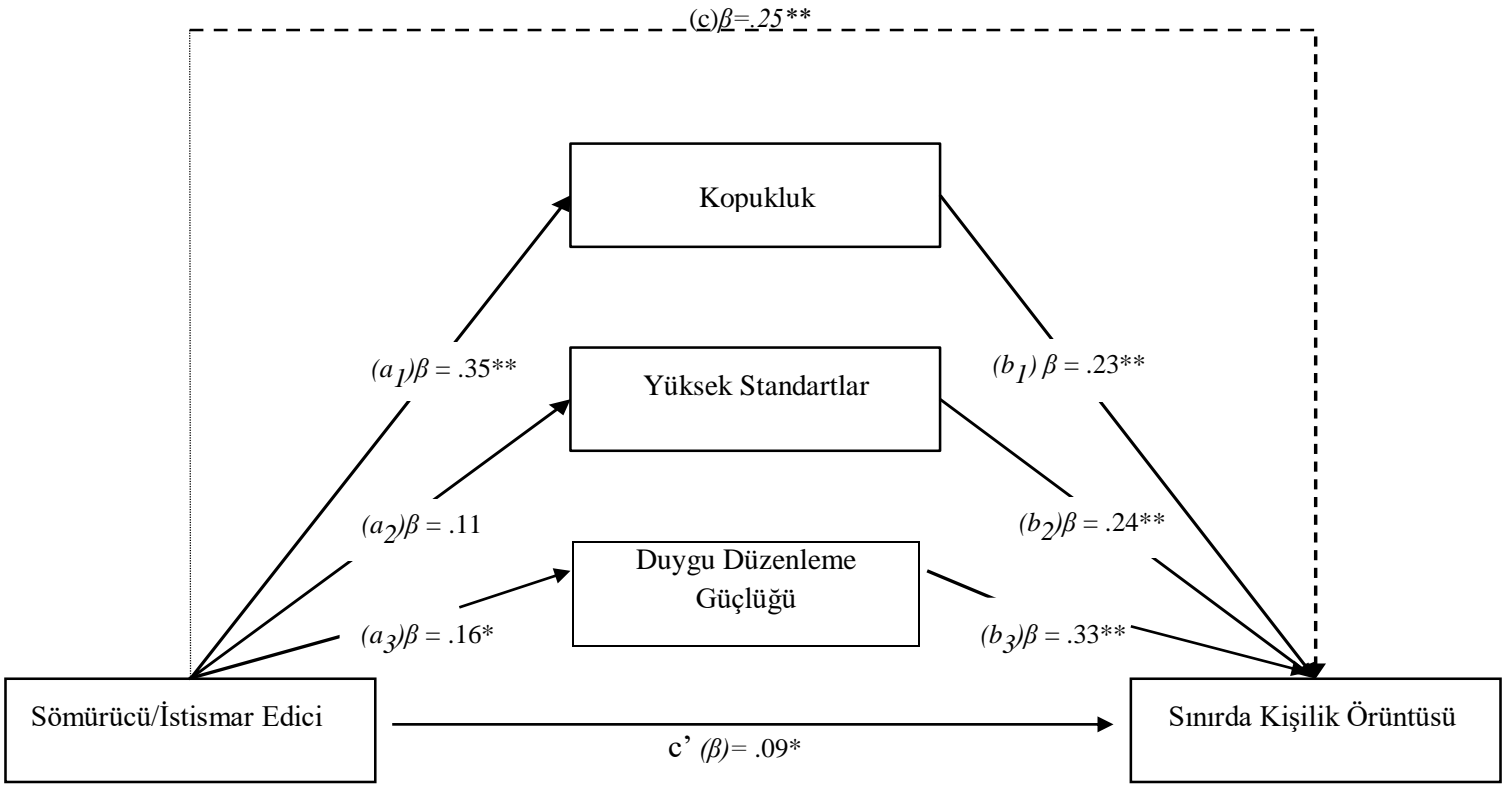 (c)β=.25**
Kopukluk
(a1)β = .35**
(b1) β = .23**
Yüksek Standartlar
(a2)β = .11
(b2)β = .24**
Duygu Düzenleme
Güçlüğü
(a3)β = .16*
(b3)β = .33**
Sömürücü/İstismar Edici
Sınırda Kişilik Örüntüsü
c’ (β)= .09*